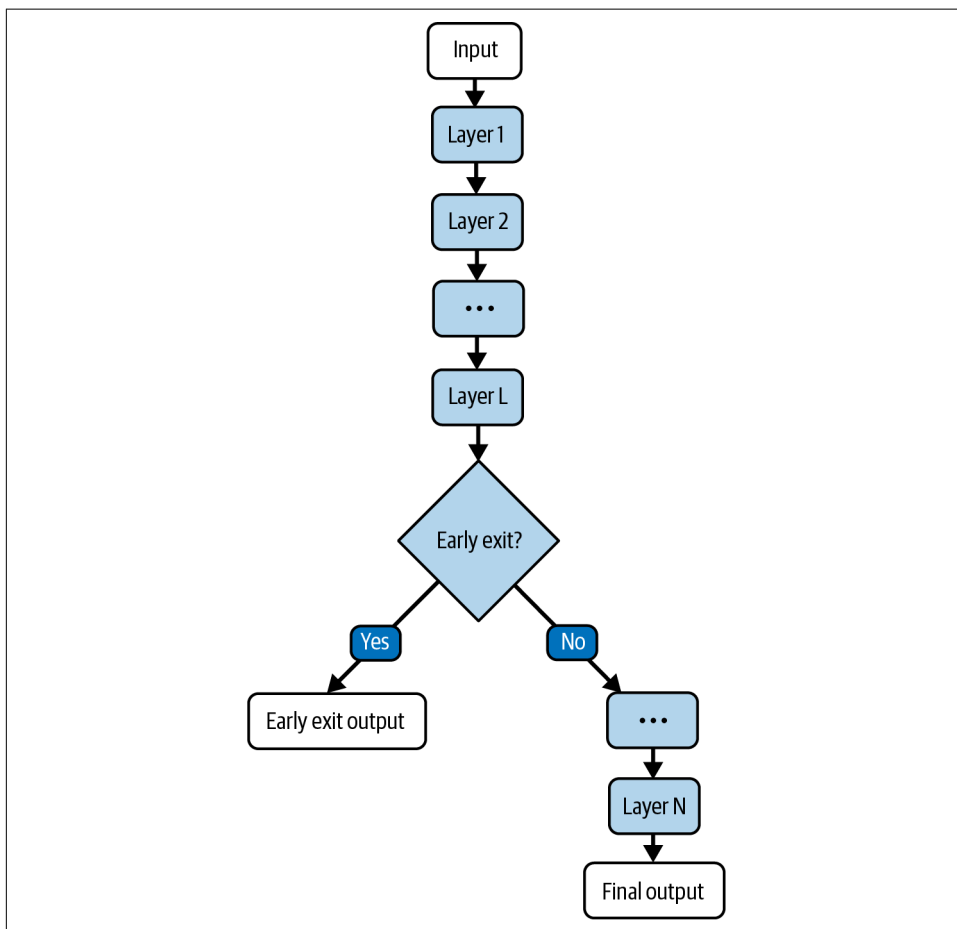 Input
Layer 1
Layer 2
...
Layer L
Early exit?
Yes
No
Early exit output
...
Layer N
Final output